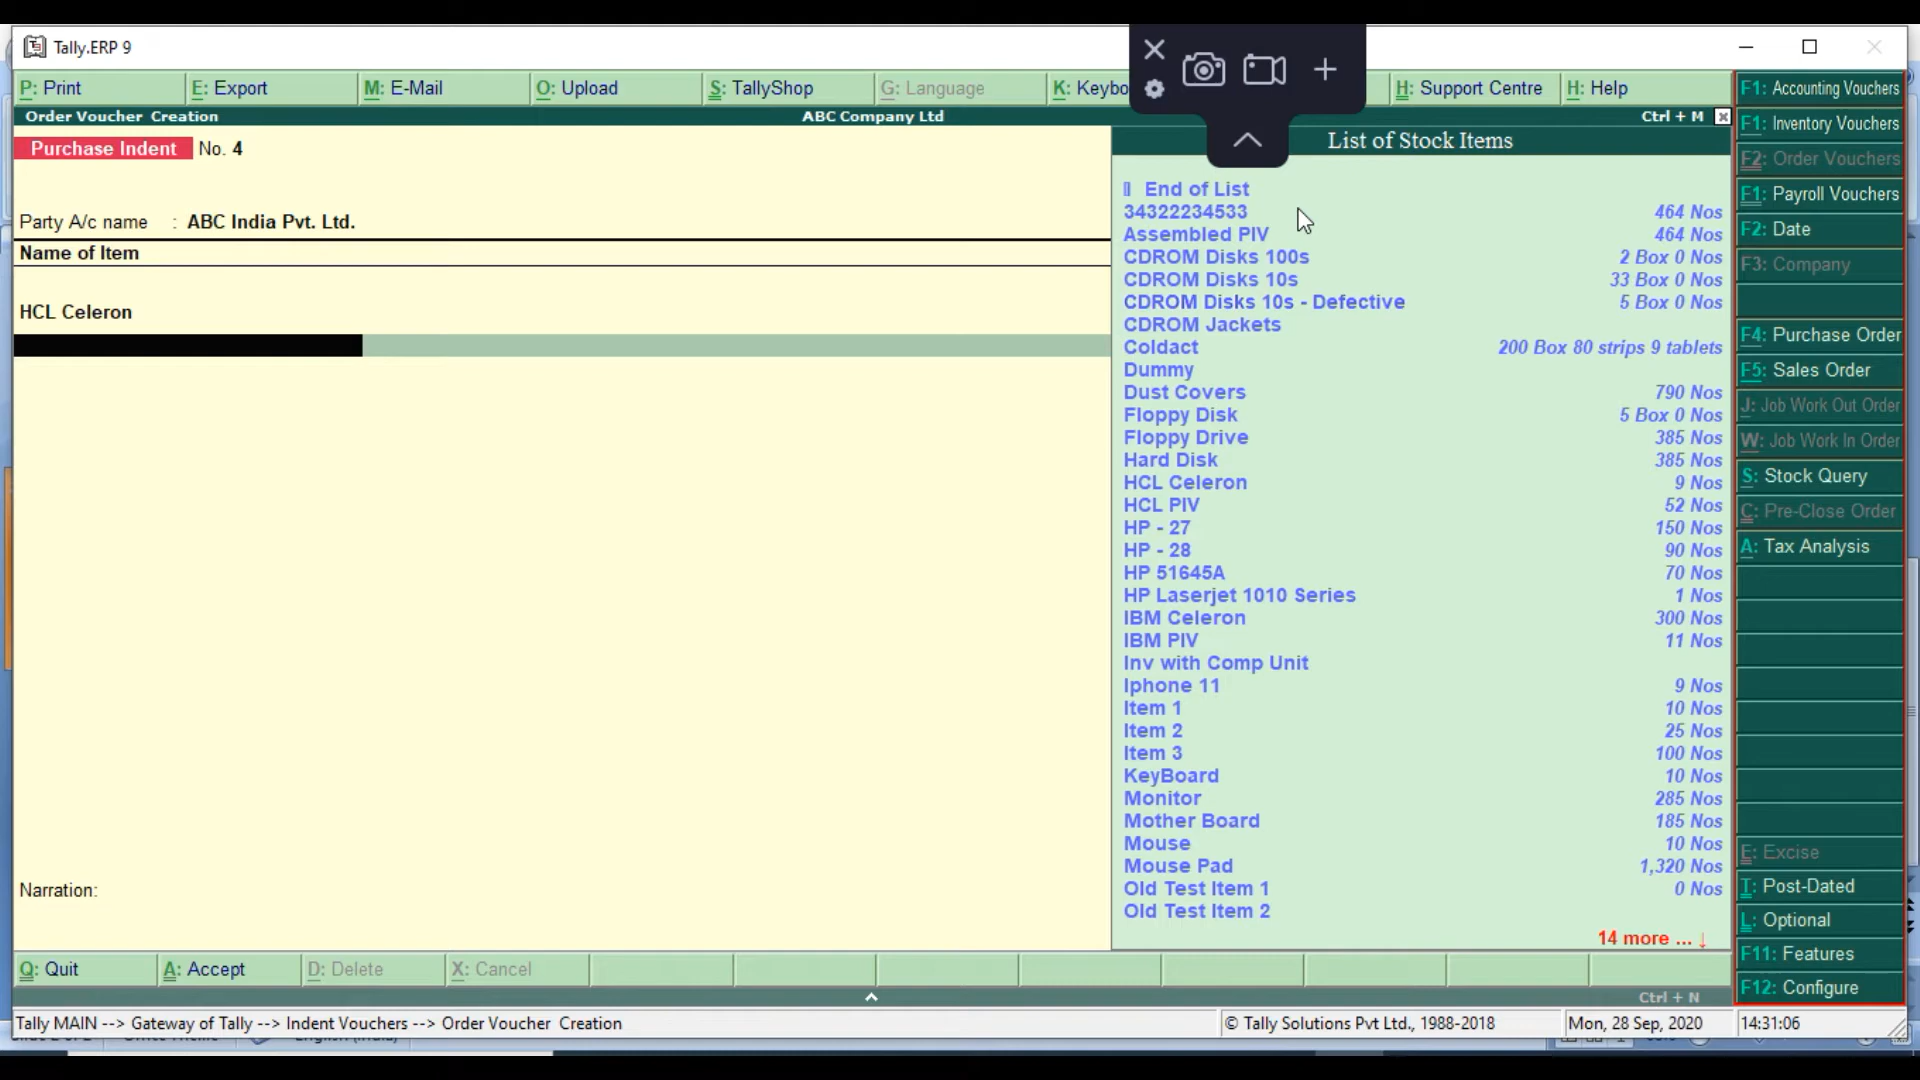 Tally.ERP 9
P: Print E: Export M: E-Mail O: Upload S: TallyShop G: Language K: Keybo H: Support Centre H: Help
Order Voucher Creation ABC Company Ltd Ctrl + M
Purchase Indent No. 4
Party A/c name : ABC India Pvt. Ltd.
Name of Item
HCL Celeron
Narration:
List of Stock Items
End of List
34322234533 464 Nos
Assembled PIV 464 Nos
CDROM Disks 100s 2 Box 0 Nos
CDROM Disks 10s 33 Box 0 Nos
CDROM Disks 10s - Defective 5 Box 0 Nos
CDROM Jackets
Coldact 200 Box 80 strips 9 tablets
Dummy
Dust Covers 790 Nos
Floppy Disk 5 Box 0 Nos
Floppy Drive 385 Nos
Hard Disk 385 Nos
HCL Celeron 9 Nos
HCL PIV 52 Nos
HP - 27 150 Nos
HP - 28 90 Nos
HP 51645A 70 Nos
HP Laserjet 1010 Series 1 Nos
IBM Celeron 300 Nos
IBM PIV 11 Nos
Inv with Comp Unit
Iphone 11 9 Nos
Item 1 10 Nos
Item 2 25 Nos
Item 3 100 Nos
KeyBoard 10 Nos
Monitor 285 Nos
Mother Board 185 Nos
Mouse 10 Nos
Mouse Pad 1,320 Nos
Old Test Item 1 0 Nos
Old Test Item 2
14 more ... ↓
F1: Accounting Vouchers
F1: Inventory Vouchers
F2: Order Vouchers
F1: Payroll Vouchers
F2: Date
F3: Company
F4: Purchase Order
F5: Sales Order
J: Job Work Out Order
W: Job Work In Order
S: Stock Query
C: Pre-Close Order
A: Tax Analysis
E: Excise
T: Post-Dated
L: Optional
F11: Features
F12: Configure
Q: Quit A: Accept D: Delete X: Cancel
Ctrl + N
Tally MAIN --> Gateway of Tally --> Indent Vouchers --> Order Voucher Creation © Tally Solutions Pvt Ltd., 1988-2018 Mon, 28 Sep, 2020 14:31:06